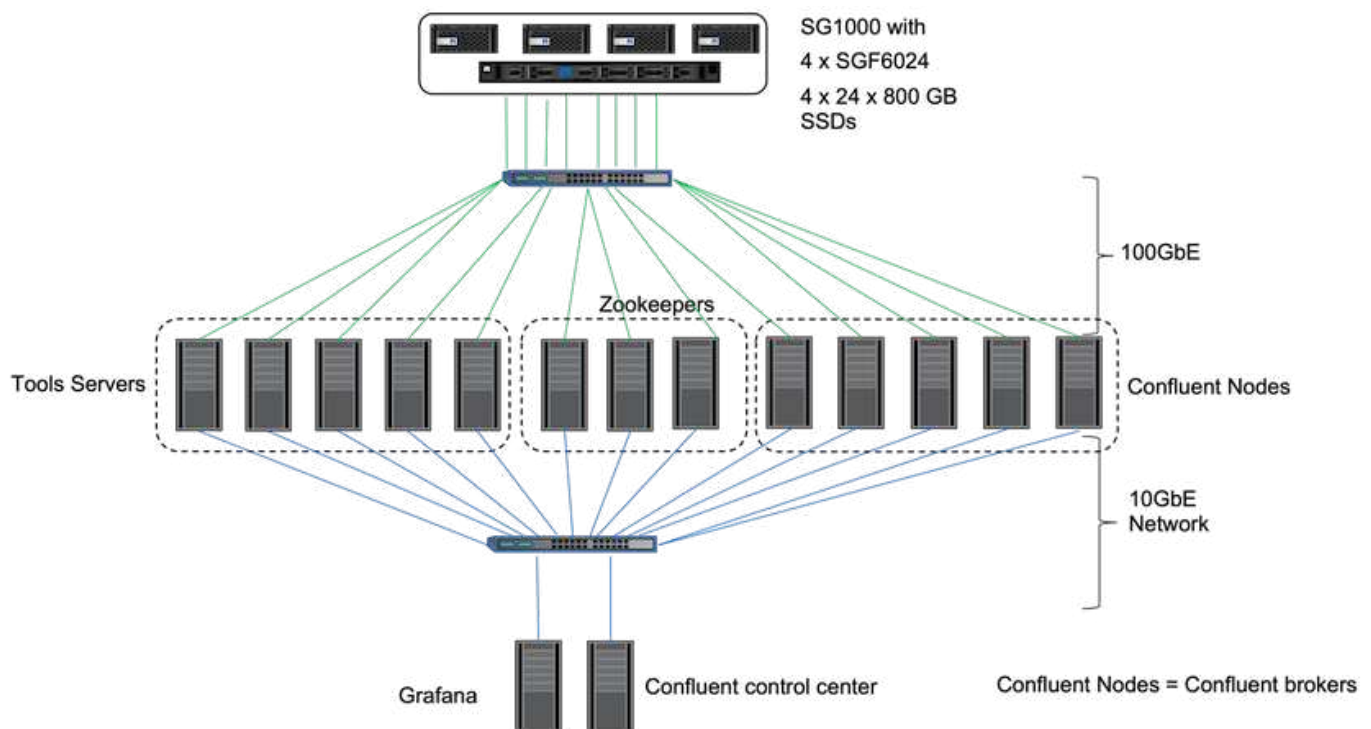 SG1000 with
4 x SGF6024
4 x 24 x 800 GB
SSDs
100GbE
Zookeepers
Tools Servers
Confluent Nodes
10GbE
Network
Grafana
Confluent control center
Confluent Nodes = Confluent brokers